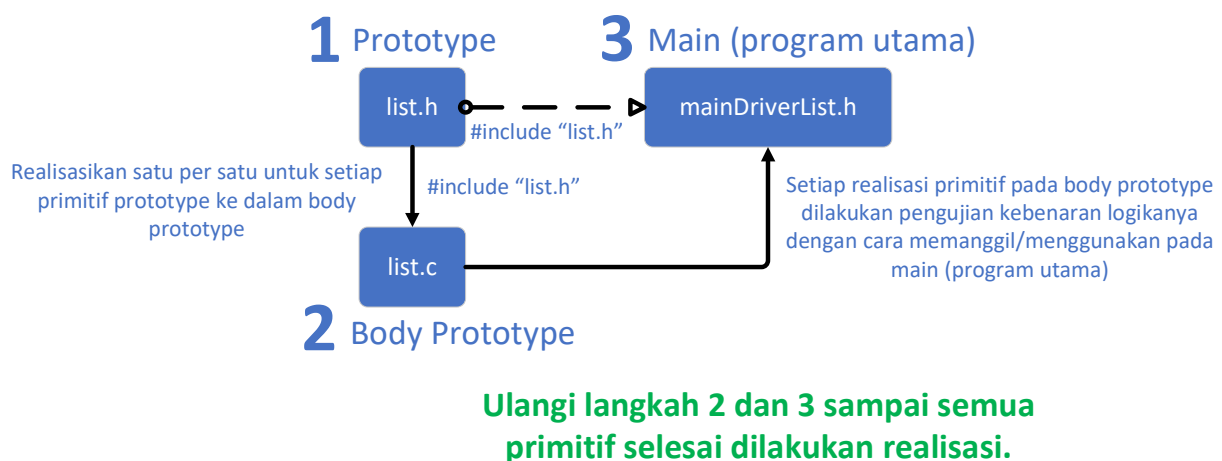 1 Prototype
list.h
#include “list.h”
3 Main (program utama)
mainDriverList.h
Realisasikan satu per satu untuk setiap
primitif prototype ke dalam body
prototype
#include “list.h”
list.c
2 Body Prototype
Setiap realisasi primitif pada body prototype
dilakukan pengujian kebenaran logikanya
dengan cara memanggil/menggunakan pada
main (program utama)
Ulangi langkah 2 dan 3 sampai semua
primitif selesai dilakukan realisasi.